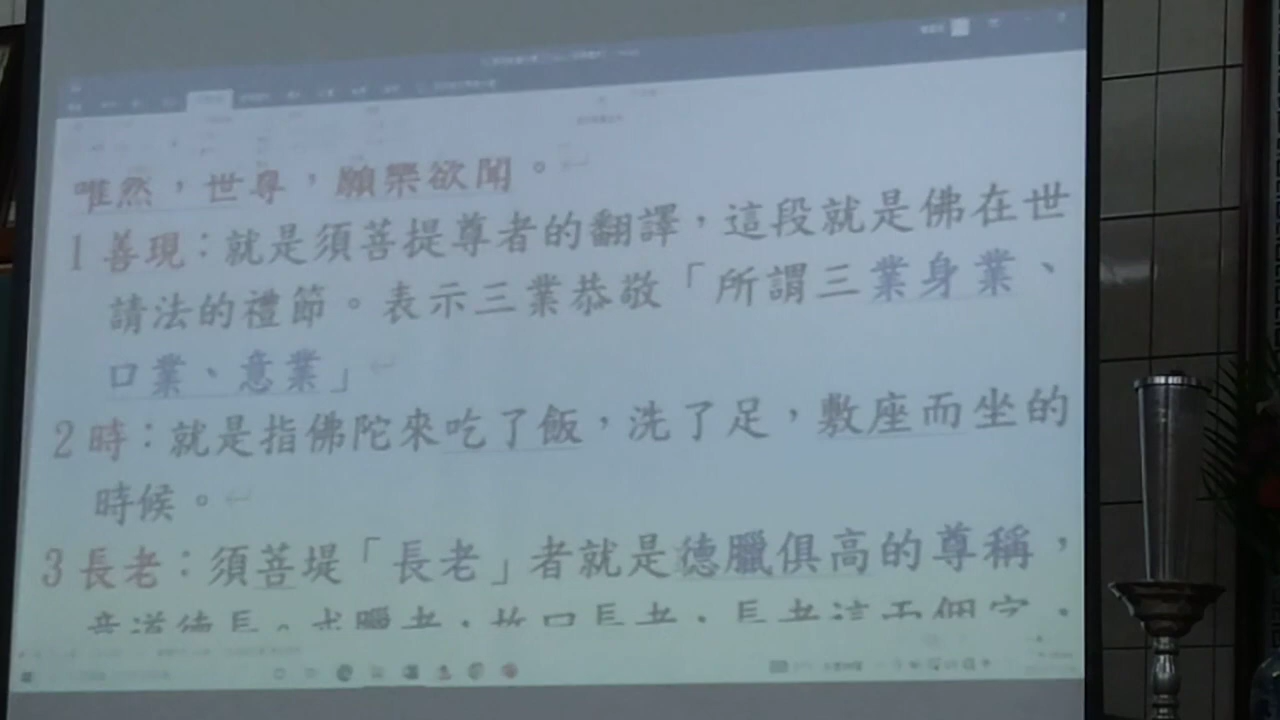 唯然，世尊，願樂欲聞。
1 善現：就是須菩提尊者的翻譯，這段就是佛在世
請法的禮節。表示三業恭敬「所謂三業身業、
口業、意業」
2 時：就是指佛陀來吃了飯，洗了足，敷座而坐的
時候。
3 長老：須菩堤「長老」者就是德臘俱高的尊稱，